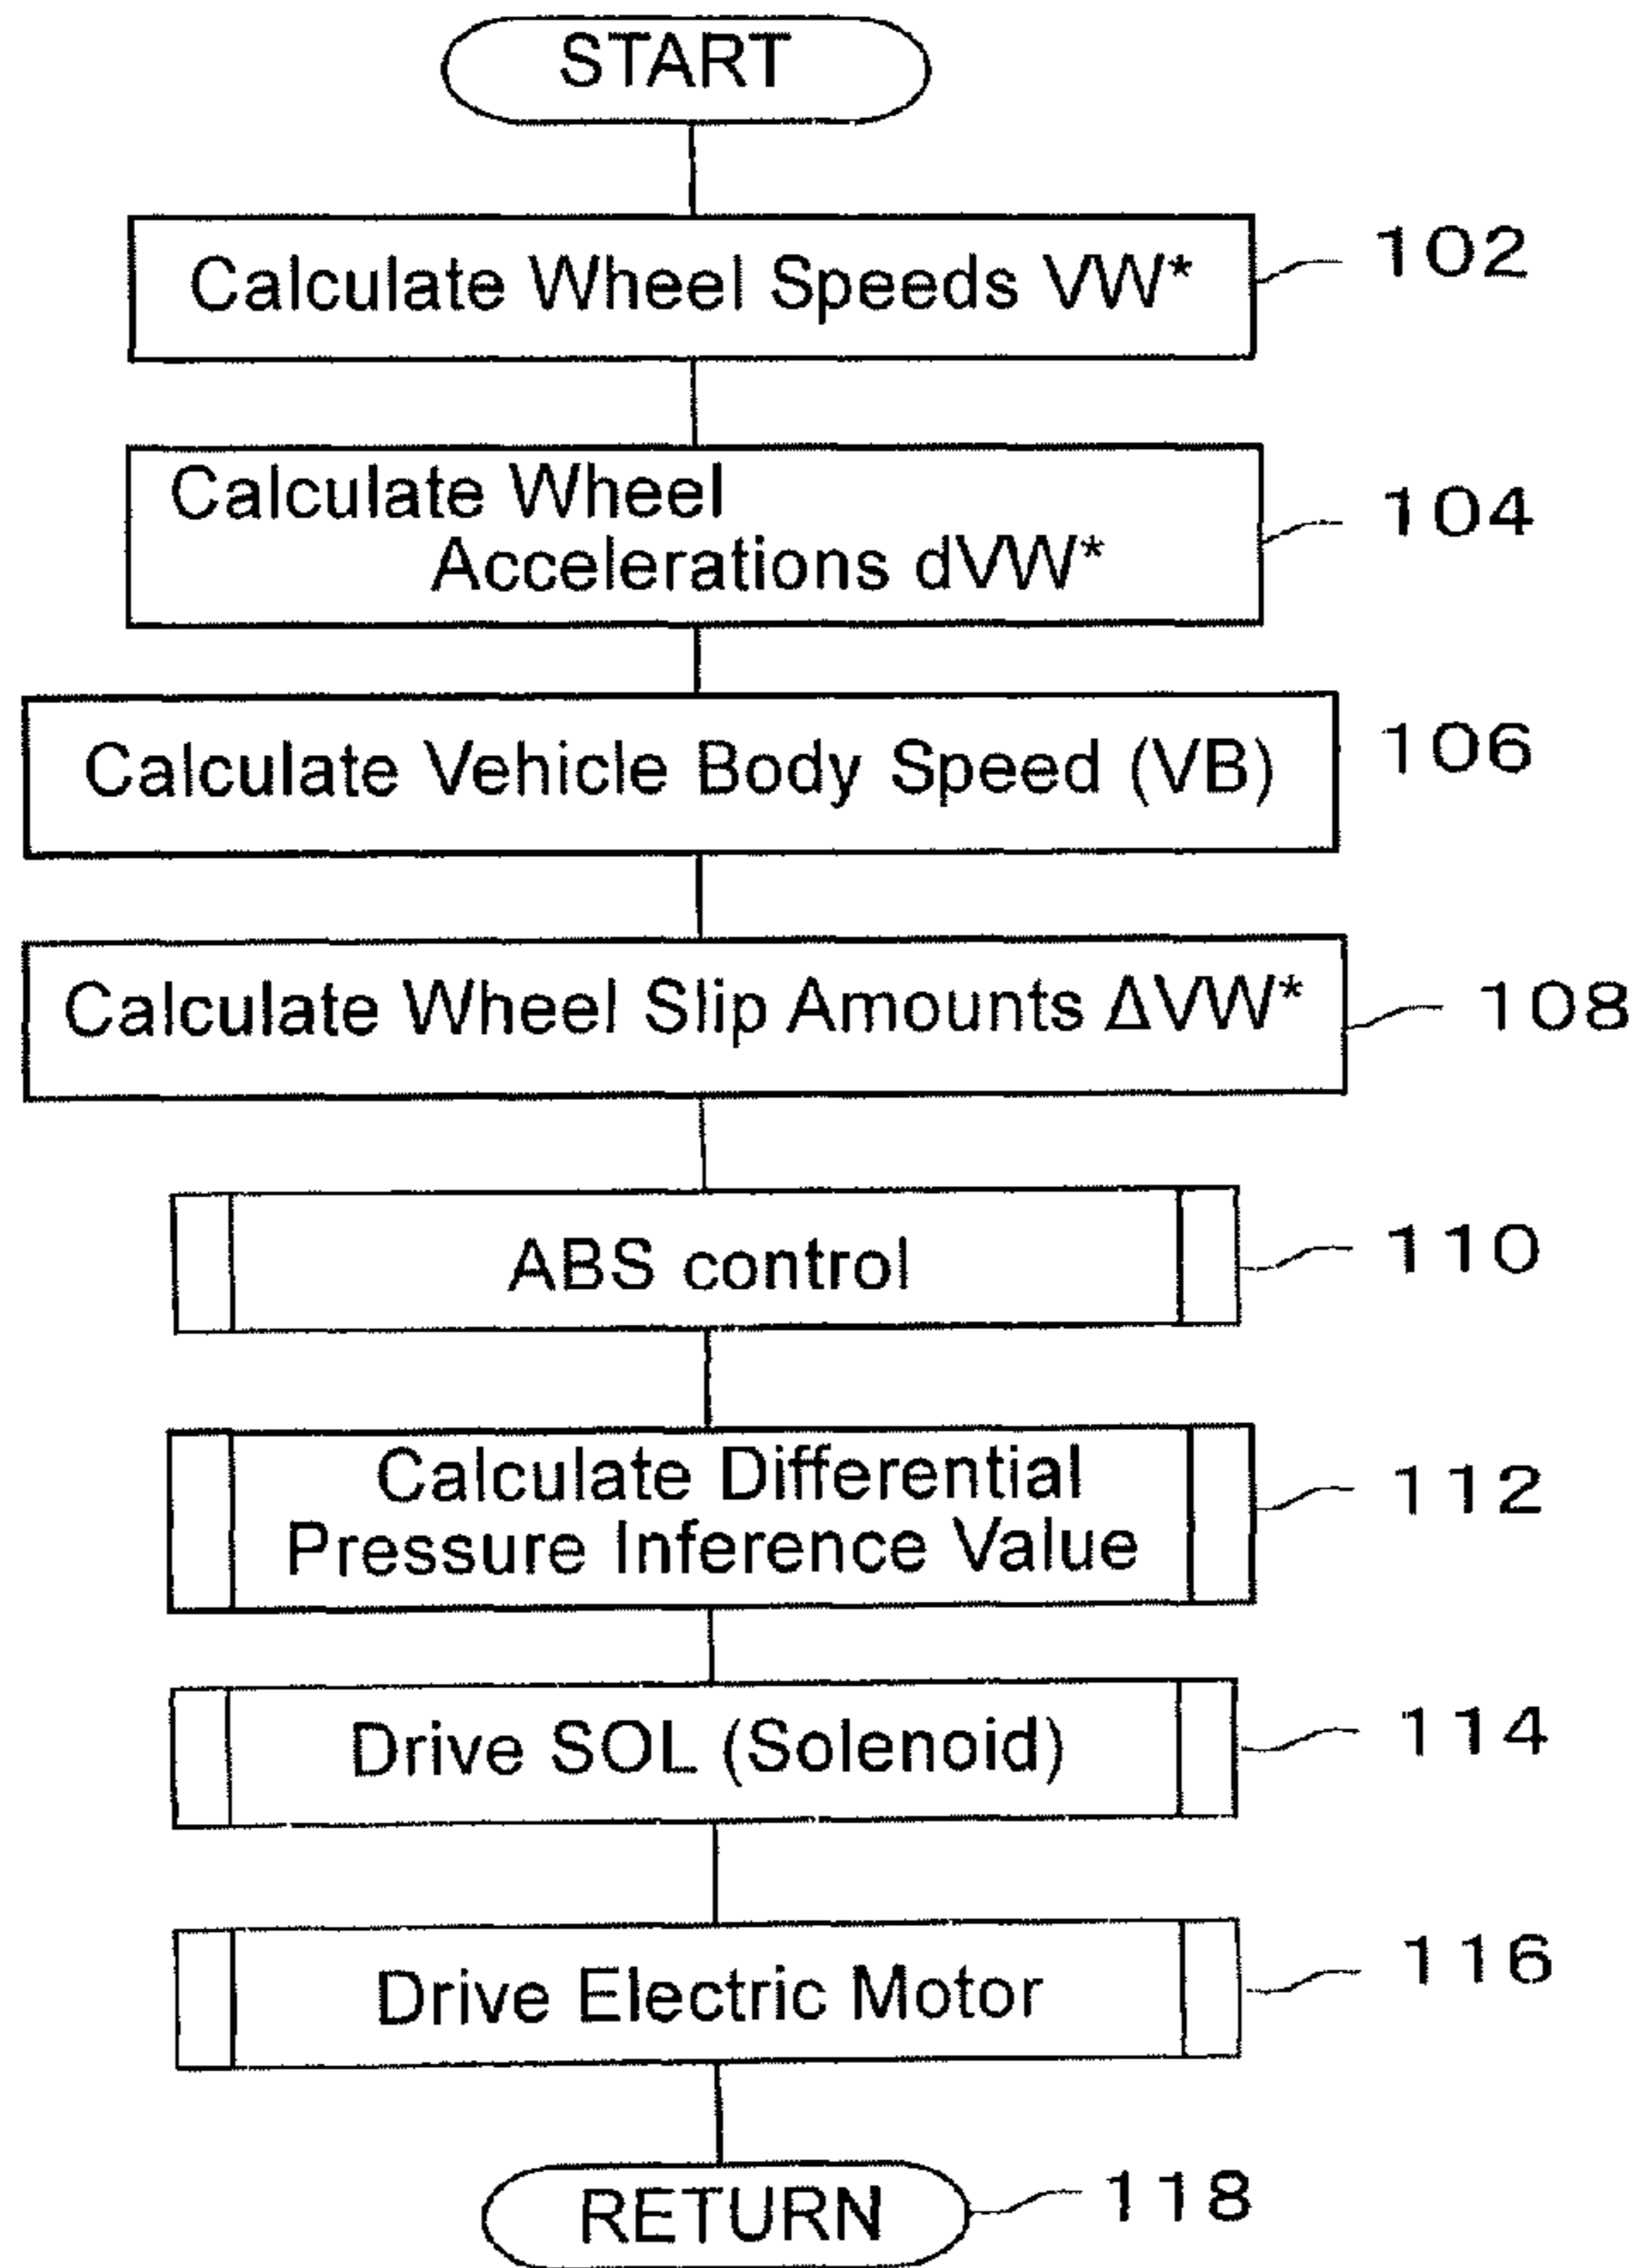 START
Calculate Wheel Speeds VW*
102
Calculate Wheel
Accelerations dVW*
104
Calculate Vehicle Body Speed (VB)
106
Calculate Wheel Slip Amounts ΔVW*
108
ABS control
110
Calculate Differential
Pressure Inference Value
112
Drive SOL (Solenoid)
114
Drive Electric Motor
116
RETURN
118